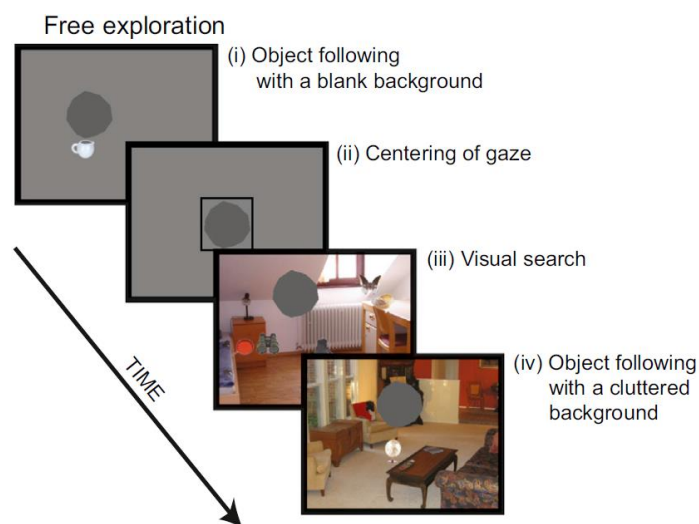 Free exploration
(i) Object following
with a blank background
(ii) Centering of gaze
(iii) Visual search
(iv) Object following
with a cluttered
background
TIME